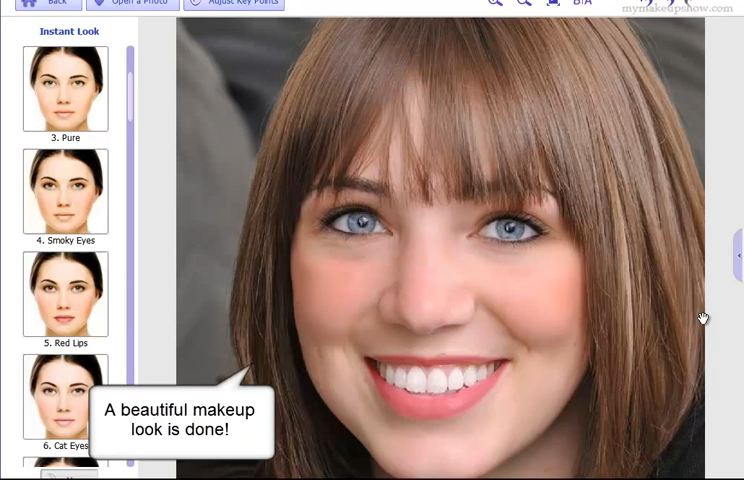 Back
Open a Photo
Adjust Key Points
B|A
mymakeupshow.com
Instant Look
3. Pure
4. Smoky Eyes
5. Red Lips
6. Cat Eyes
A beautiful makeup
look is done!